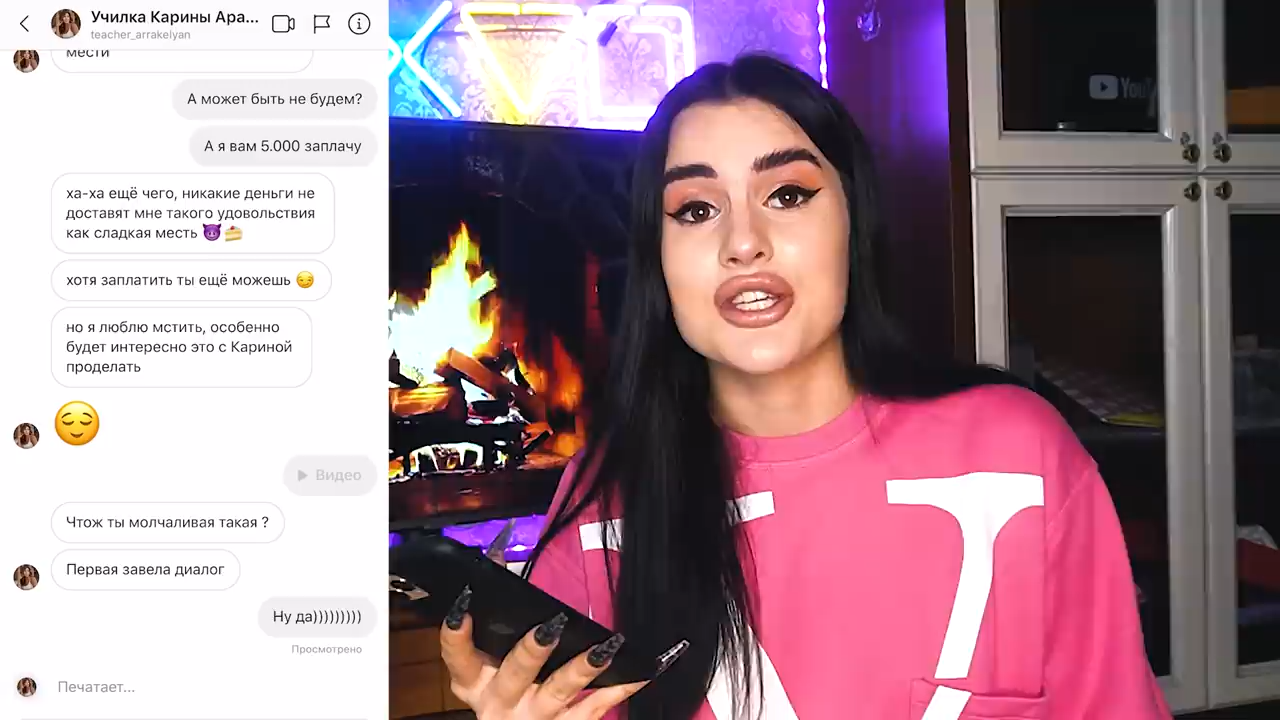 Училка Карины Ара...
teacher_arrakelyan
мести
А может быть не будем?
А я вам 5.000 заплачу
ха-ха ещё чего, никакие деньги не
доставят мне такого удовольствия
как сладкая месть 😈🍰
хотя заплатить ты ещё можешь 😏
но я люблю мстить, особенно
будет интересно это с Кариной
проделать
😌
Видео
Чтож ты молчаливая такая ?
Первая завела диалог
Ну да)))))))))
Просмотрено
Печатает...